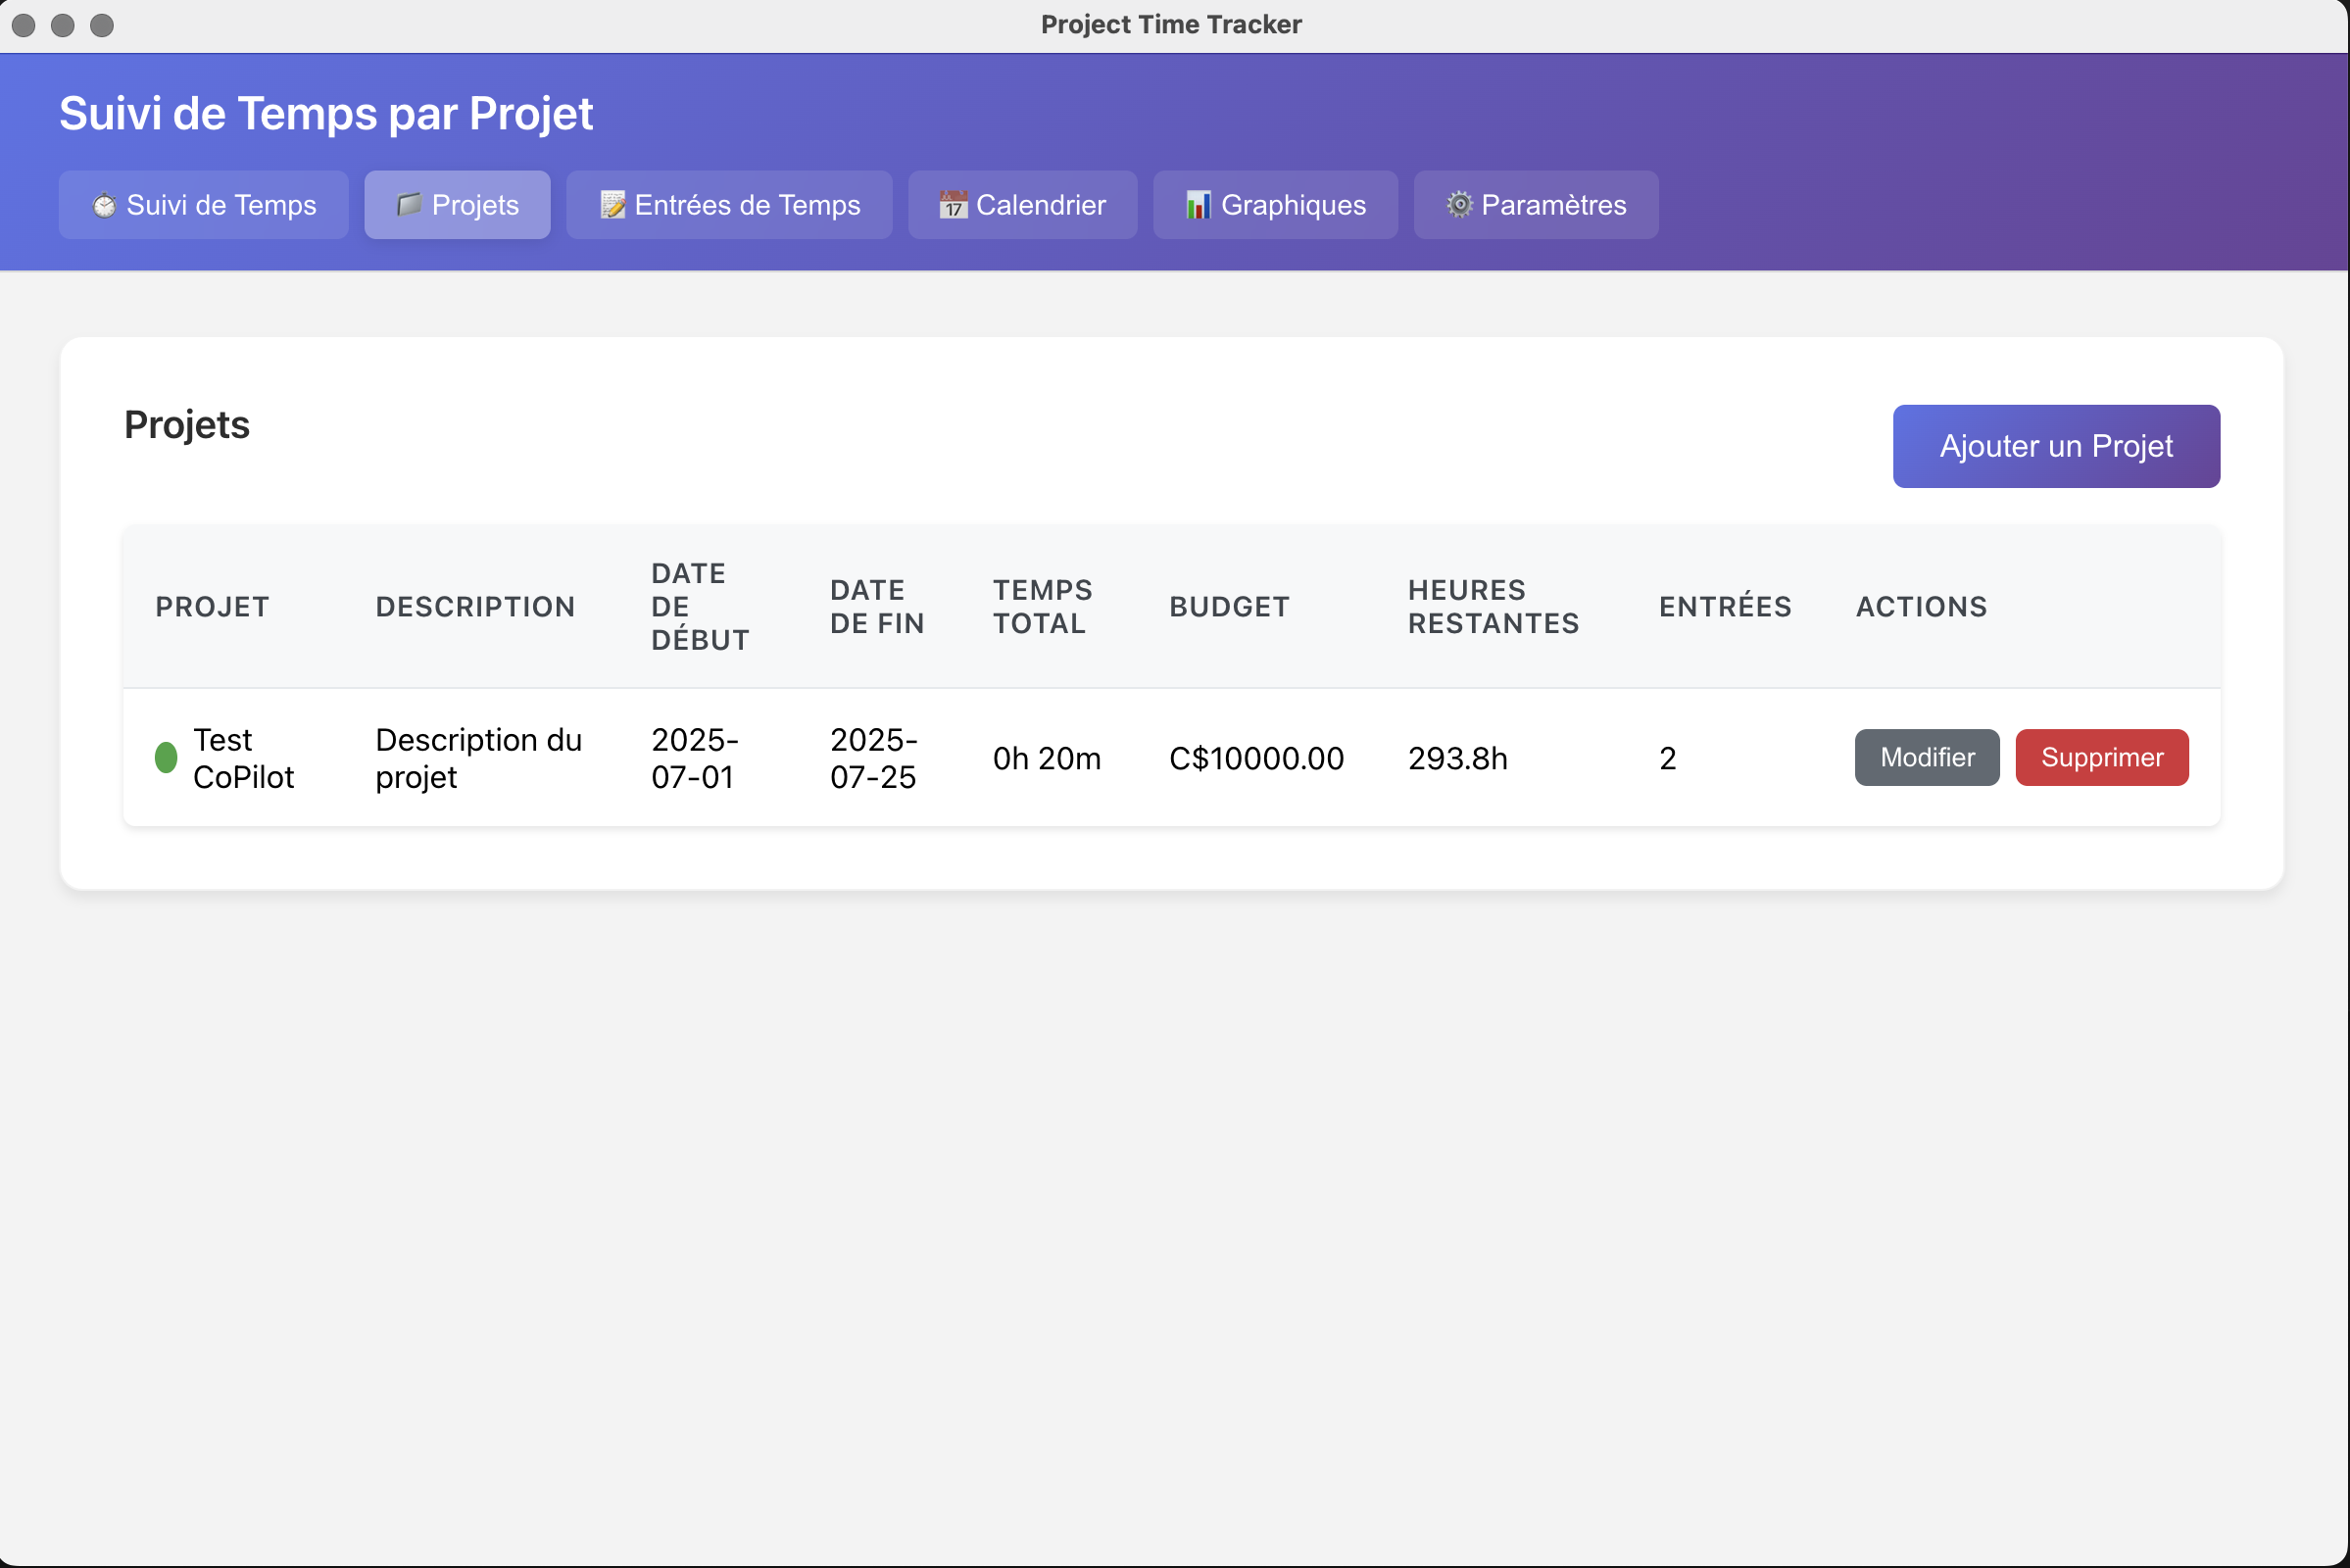 Project Time Tracker
Suivi de Temps par Projet
Suivi de Temps
Projets
Entrées de Temps
17 Calendrier
Graphiques
Paramètres
Projets
Ajouter un Projet
PROJET
DESCRIPTION
DATE
DE
DÉBUT
DATE
DE FIN
TEMPS
TOTAL
BUDGET
HEURES
RESTANTES
ENTRÉES
ACTIONS
Test
CoPilot
Description du
projet
2025-
07-01
2025-
07-25
0h 20m
C$10000.00
293.8h
2
Modifier
Supprimer